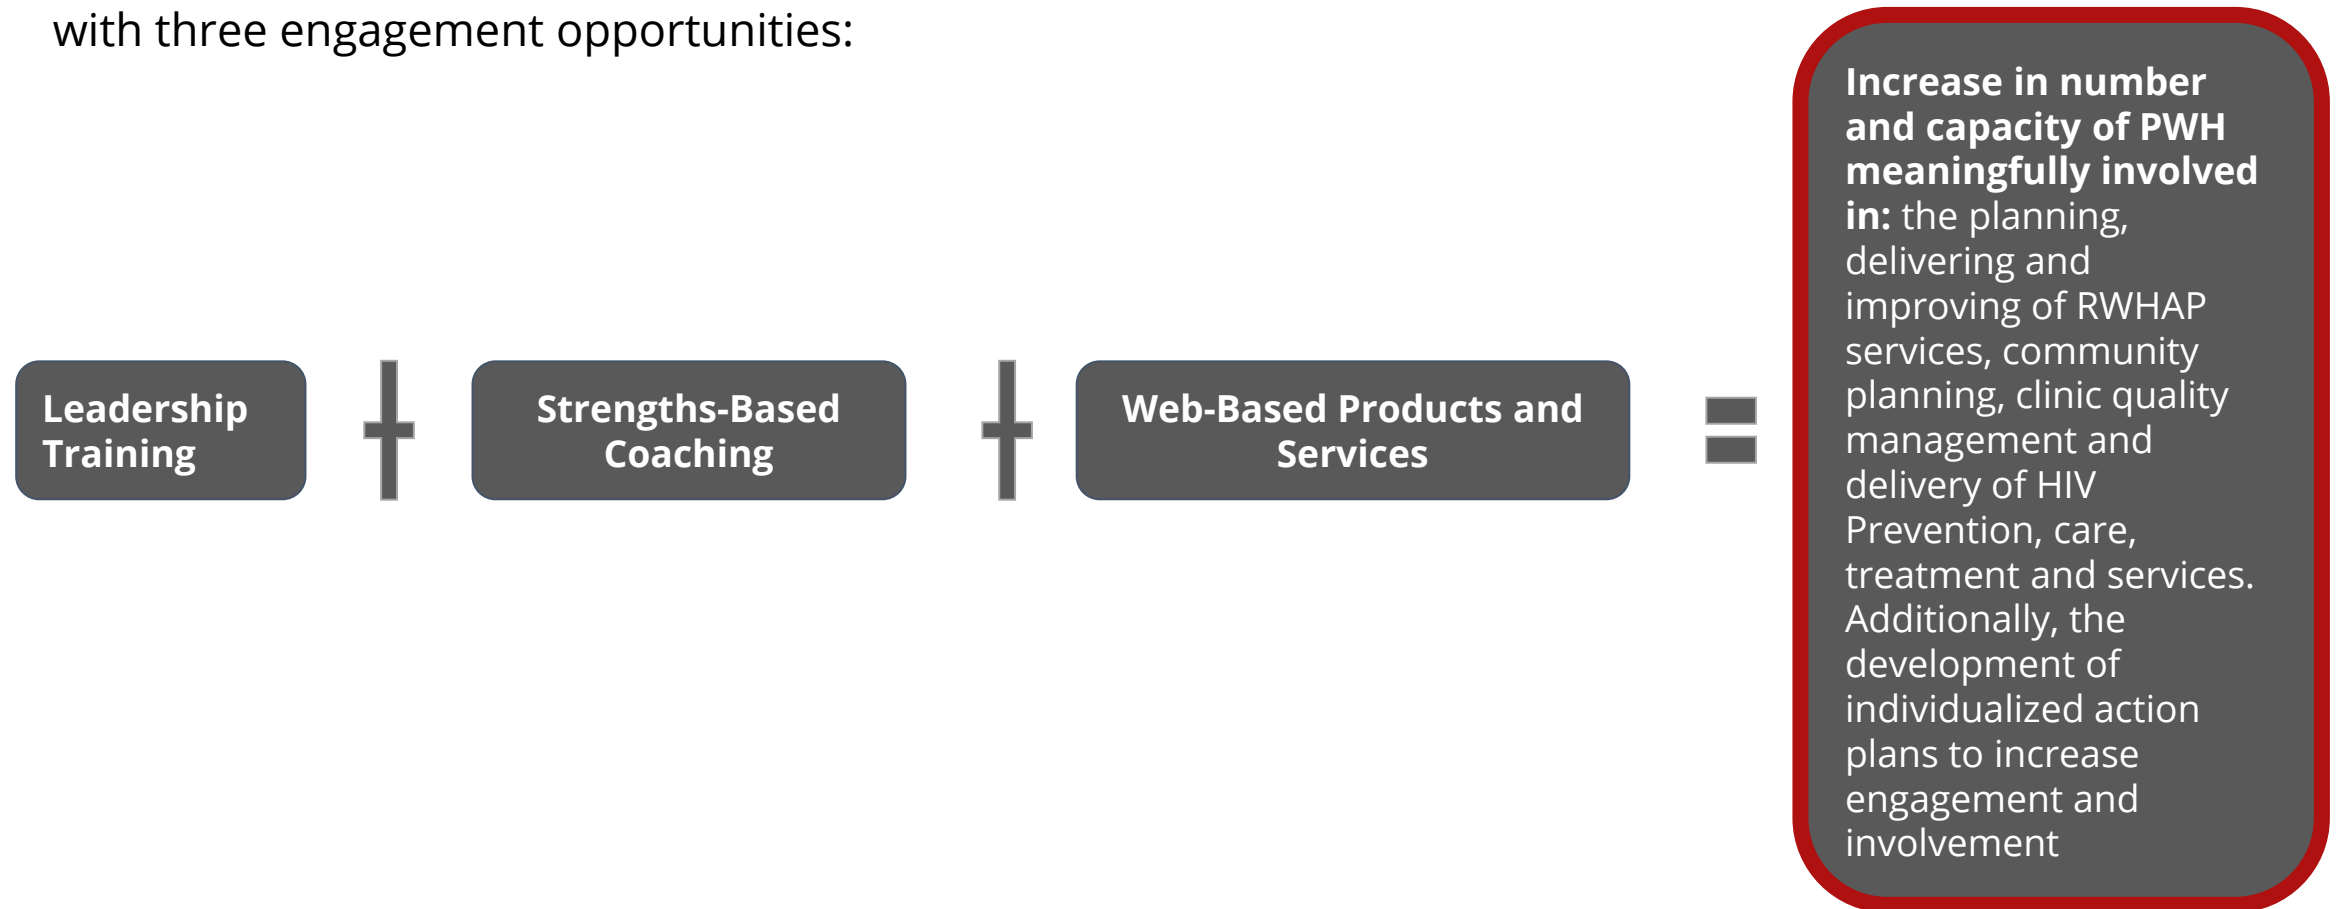 with three engagement opportunities:
Leadership
Training
Strengths-Based
Coaching
Web-Based Products and
Services
Increase in number
and capacity of PWH
meaningfully involved
in: the planning,
delivering and
improving of RWHAP
services, community
planning, clinic quality
management and
delivery of HIV
Prevention, care,
treatment and services.
Additionally, the
development of
individualized action
plans to increase
engagement and
involvement